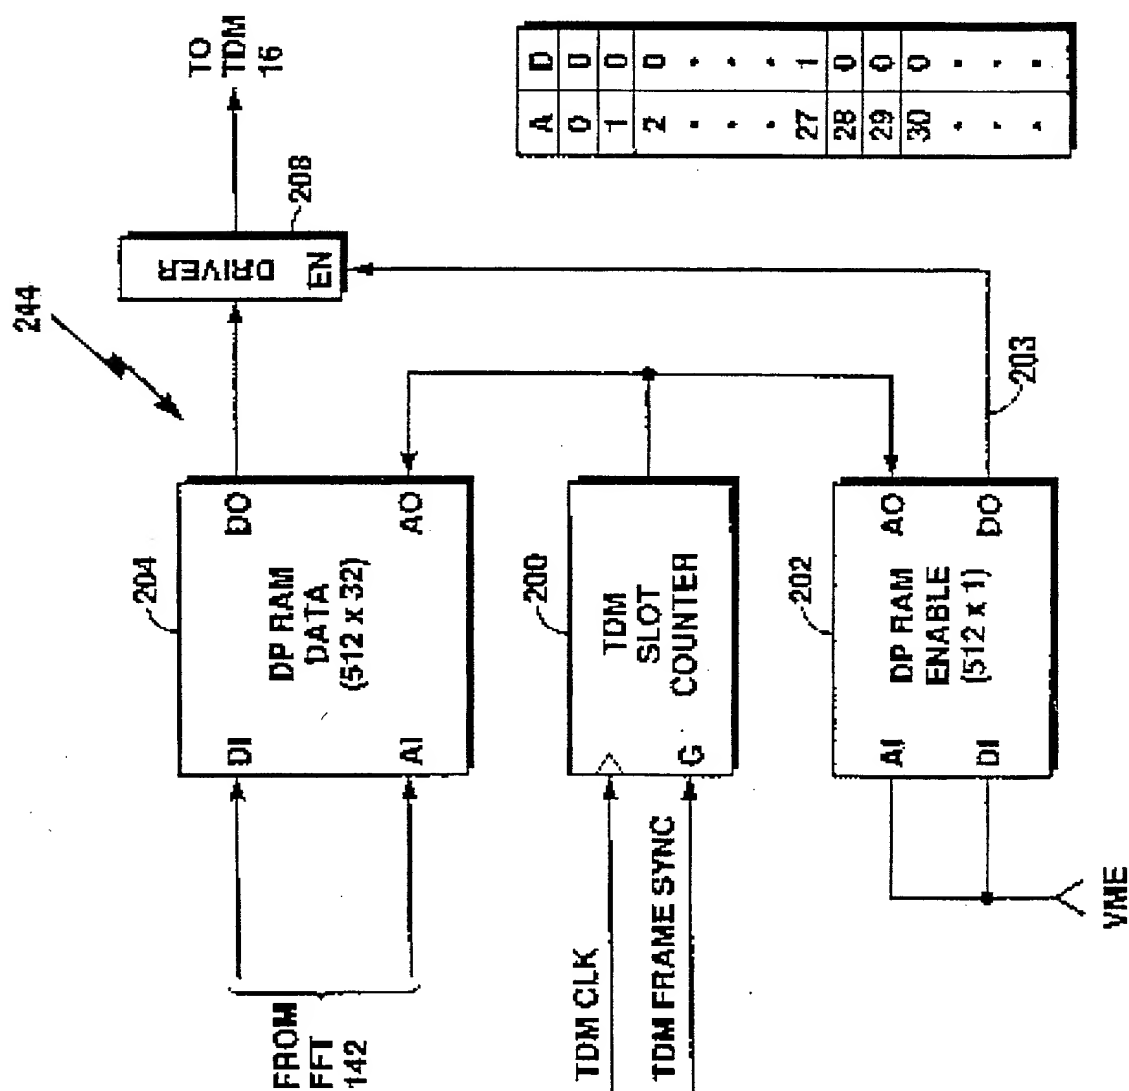 244
TO
TDM
16
208
DRIVER
EN
204
DI
DO
DP RAM
DATA
(512 x 32)
AI
AO
FROM
FFT
142
200
TDM
SLOT
COUNTER
G
TDM CLK
TDM FRAME SYNC
202
AI
AO
DP RAM
ENABLE
(512 x 1)
DI
DO
203
VME
A D
0 0
1 0
2 0
27 1
28 0
29 0
30 0